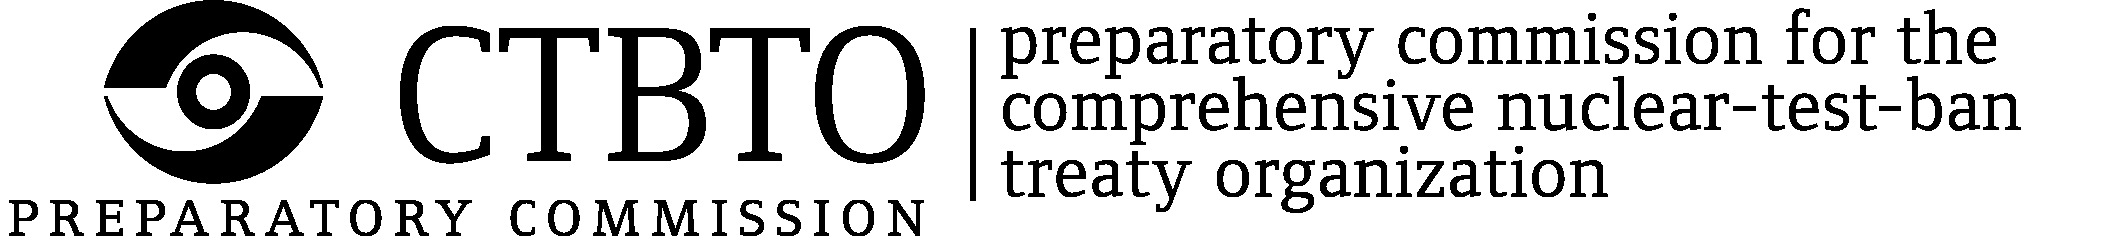 CTBTO
PREPARATORY COMMISSION
preparatory commission for the
comprehensive nuclear-test-ban
treaty organization